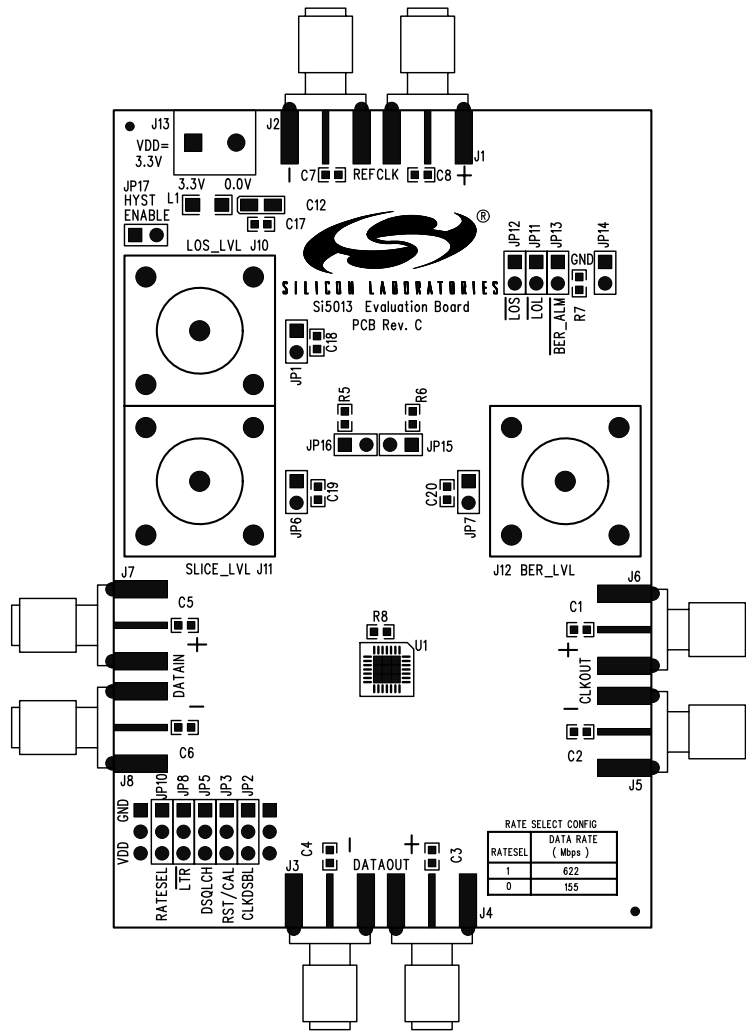 J13
J2
VDD=
3.3V
3.3V 0.0V
J1
− C7 REFCLK C8 +
JP17
HYST
ENABLE
L1
C12
C17
LOS_LVL J10
®
SILICON LABORATORIES
Si5013 Evaluation Board
PCB Rev. C
JP12
JP11
JP13
JP14
GND
R7
LOS
LOL
BER_ALM
JP1
C18
R5
R6
JP16
JP15
JP6
C19
C20
JP7
SLICE_LVL J11
J12 BER_LVL
J7
J6
C5
C1
+
+
R8
U1
DATAIN
CLKOUT
−
−
C6
C2
J8
J5
GND
VDD
JP10
JP8
JP5
JP3
JP2
RATESEL
LTR
DSQLCH
RST/CAL
CLKDSBL
C4
− +
J3
DATAOUT
C3
J4
RATE SELECT CONFIG
RATESEL DATA RATE
( Mbps )
1 622
0 155